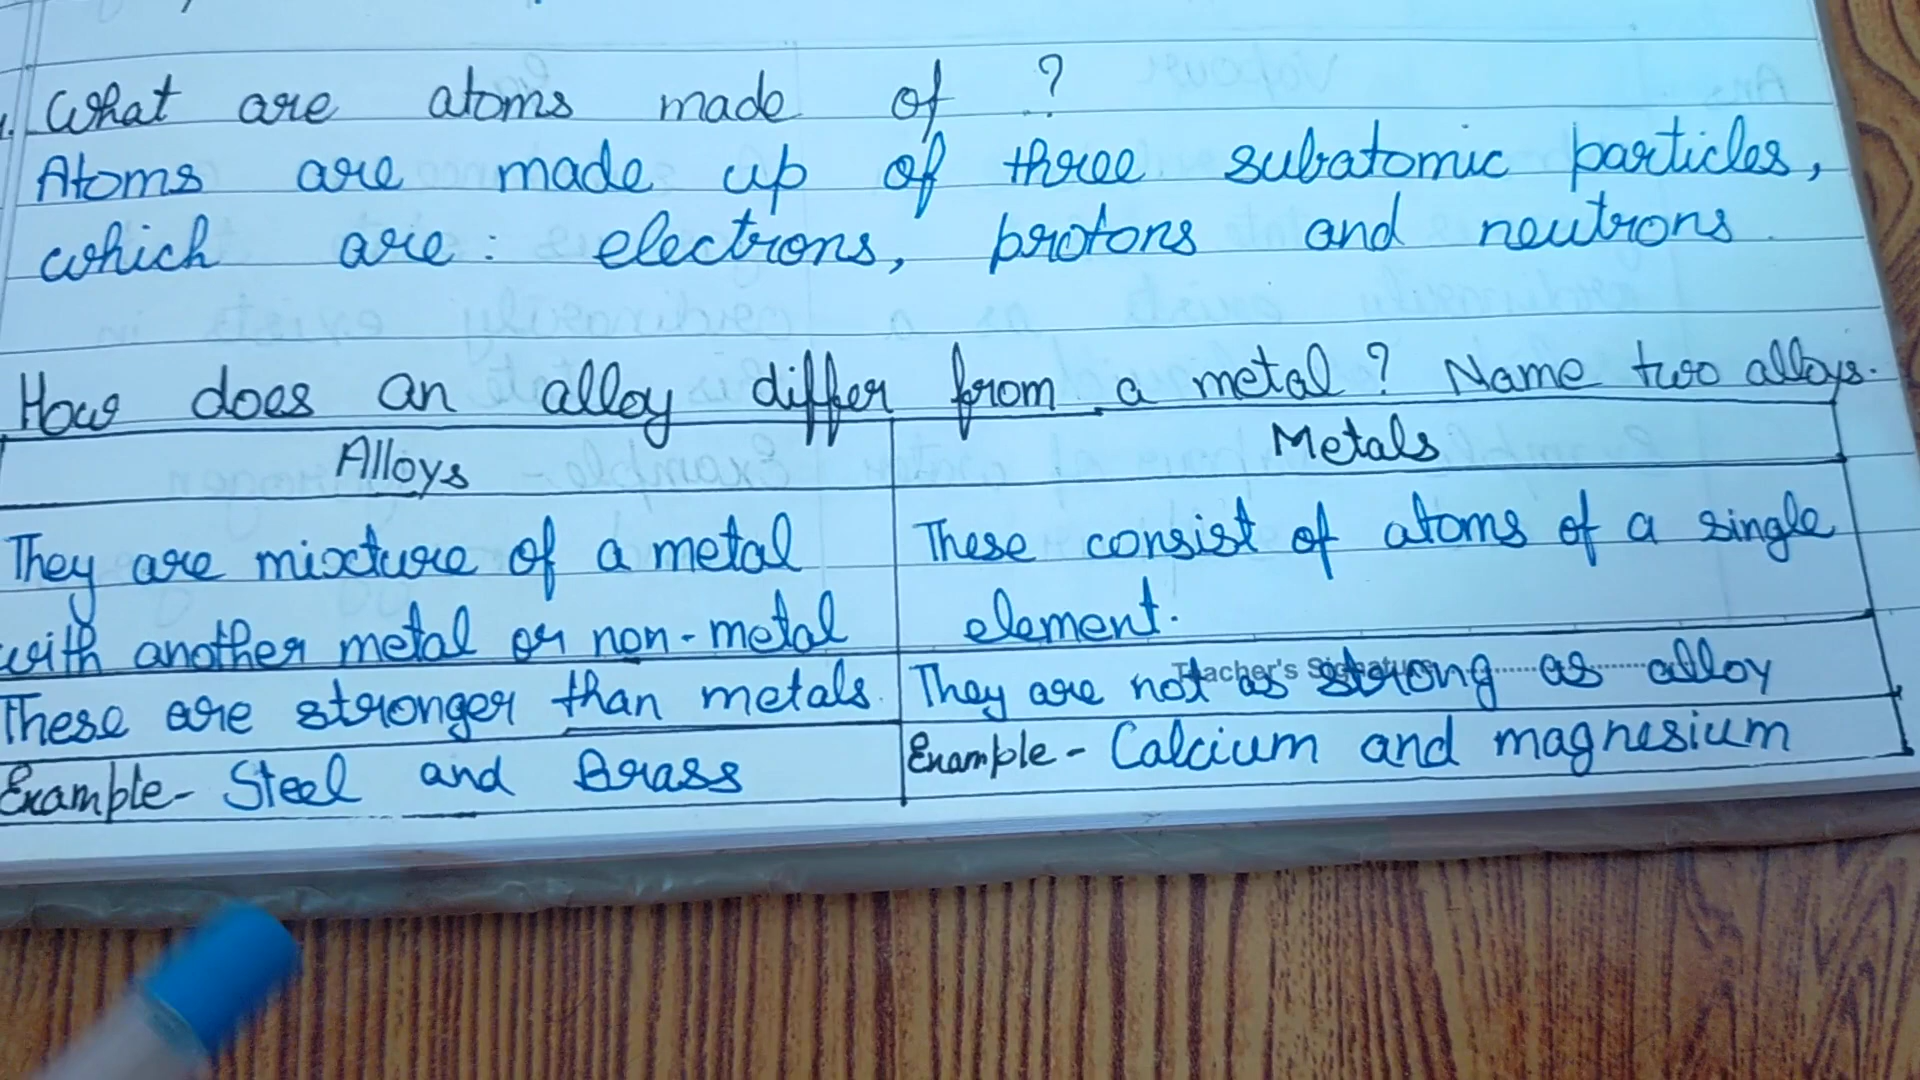 What are atoms made of ?
Atoms are made up of three subatomic particles,
which are : electrons, protons and neutrons
How does an alloy differ from a metal ? Name two alloys.
Alloys
Metals
They are mixture of a metal
with another metal or non-metal
These consist of atoms of a single
element.
These are stronger than metals.
They are not as strong as alloy
Teacher's Signature
Example- Steel and Brass
Example- Calcium and magnesium